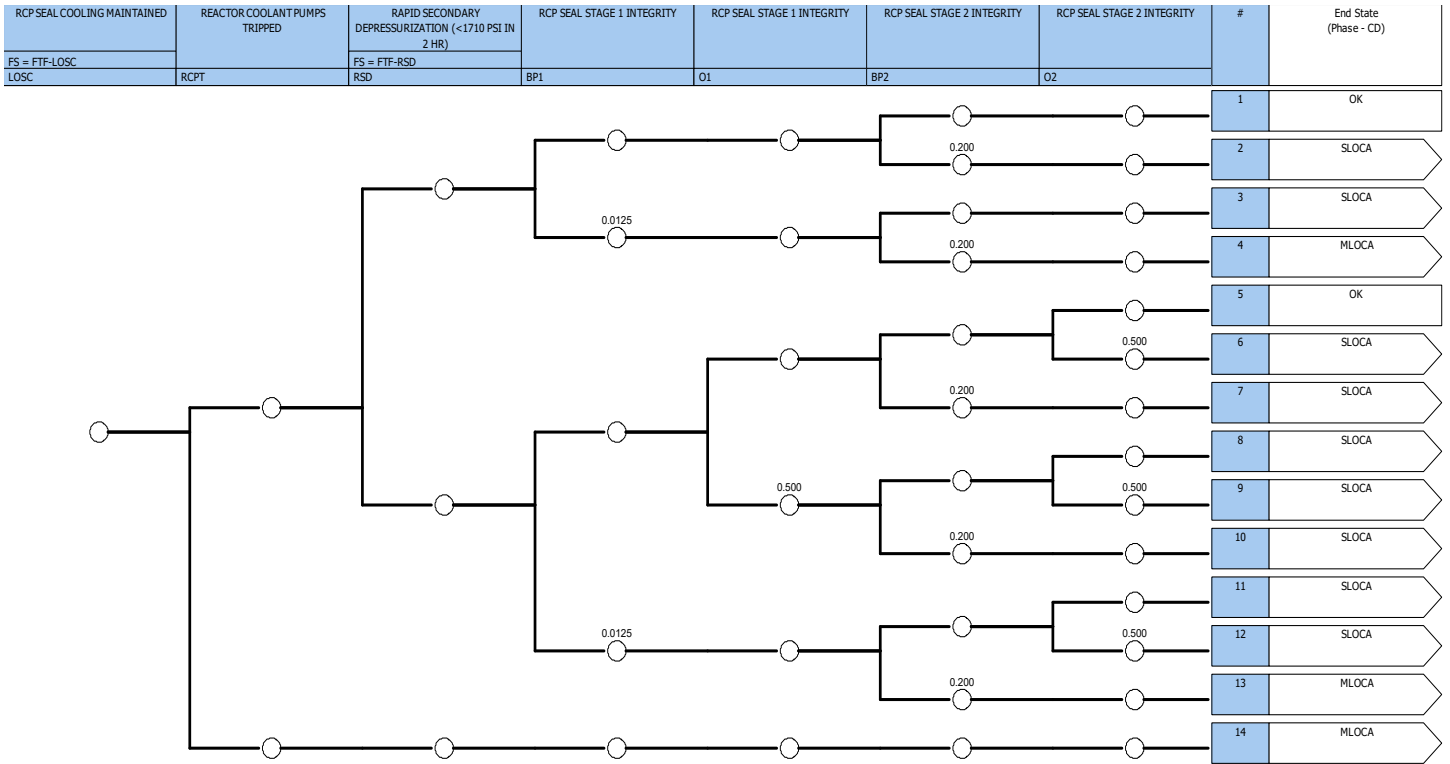 RCP SEAL COOLING MAINTAINED
FS = FTF-LOSC
LOSC
REACTOR COOLANT PUMPS
TRIPPED
RCPT
RAPID SECONDARY
DEPRESSURIZATION (<1710 PSI IN
2 HR)
FS = FTF-RSD
RSD
RCP SEAL STAGE 1 INTEGRITY
BP1
RCP SEAL STAGE 1 INTEGRITY
O1
RCP SEAL STAGE 2 INTEGRITY
BP2
RCP SEAL STAGE 2 INTEGRITY
O2
#
End State
(Phase - CD)
1 OK
0.200 2 SLOCA
3 SLOCA
0.0125
0.200 4 MLOCA
5 OK
0.500 6 SLOCA
0.200 7 SLOCA
8 SLOCA
0.500 0.500 9 SLOCA
0.200 10 SLOCA
11 SLOCA
0.0125 0.500 12 SLOCA
0.200 13 MLOCA
14 MLOCA